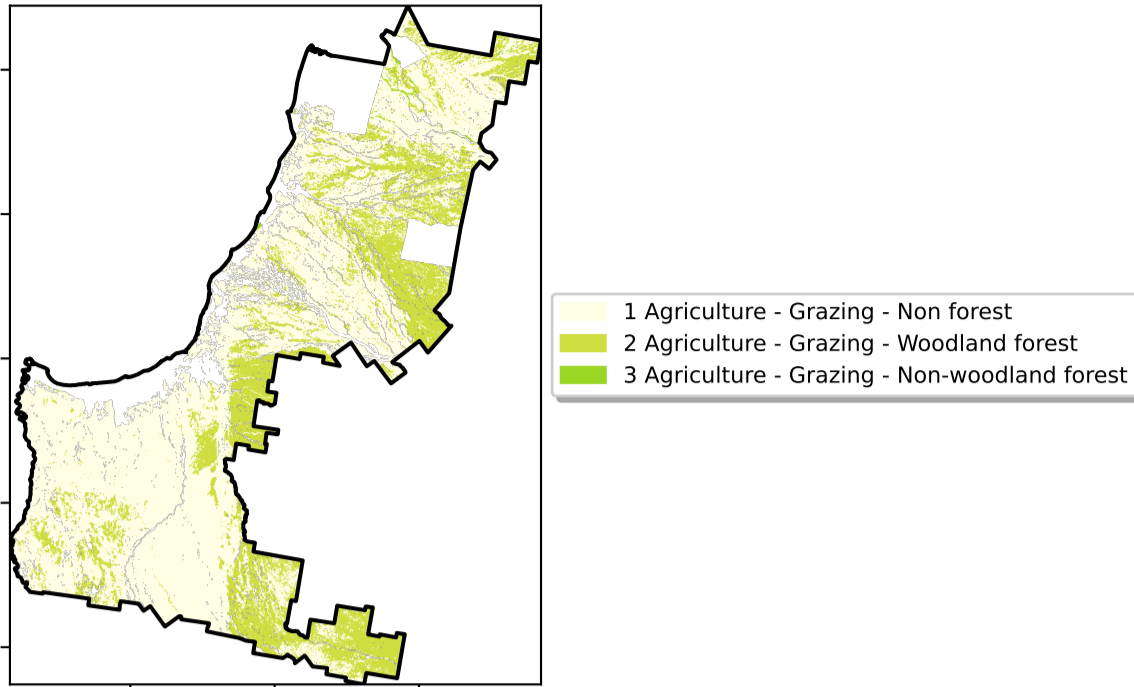 1 Agriculture - Grazing - Non forest
2 Agriculture - Grazing - Woodland forest
3 Agriculture - Grazing - Non-woodland forest